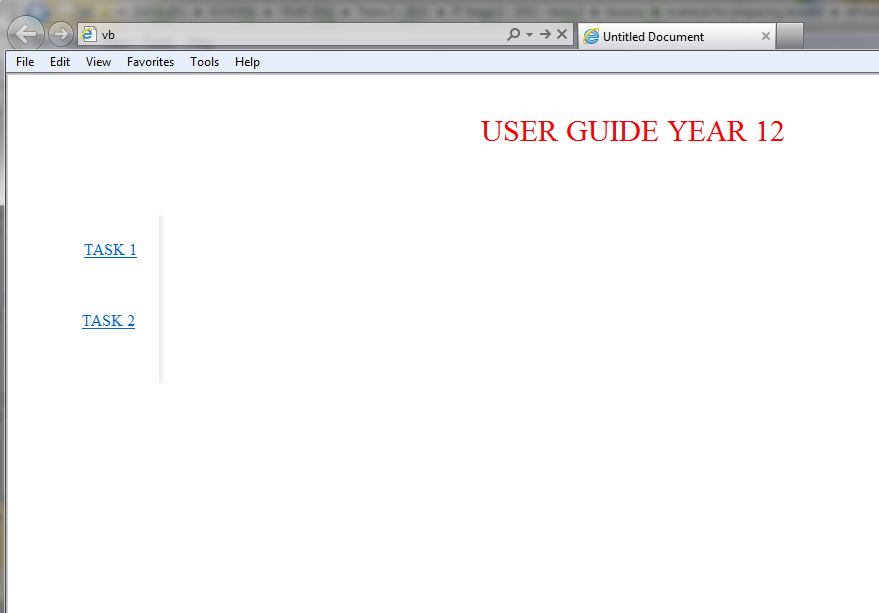 vb
Untitled Document
File Edit View Favorites Tools Help
USER GUIDE YEAR 12
TASK 1
TASK 2